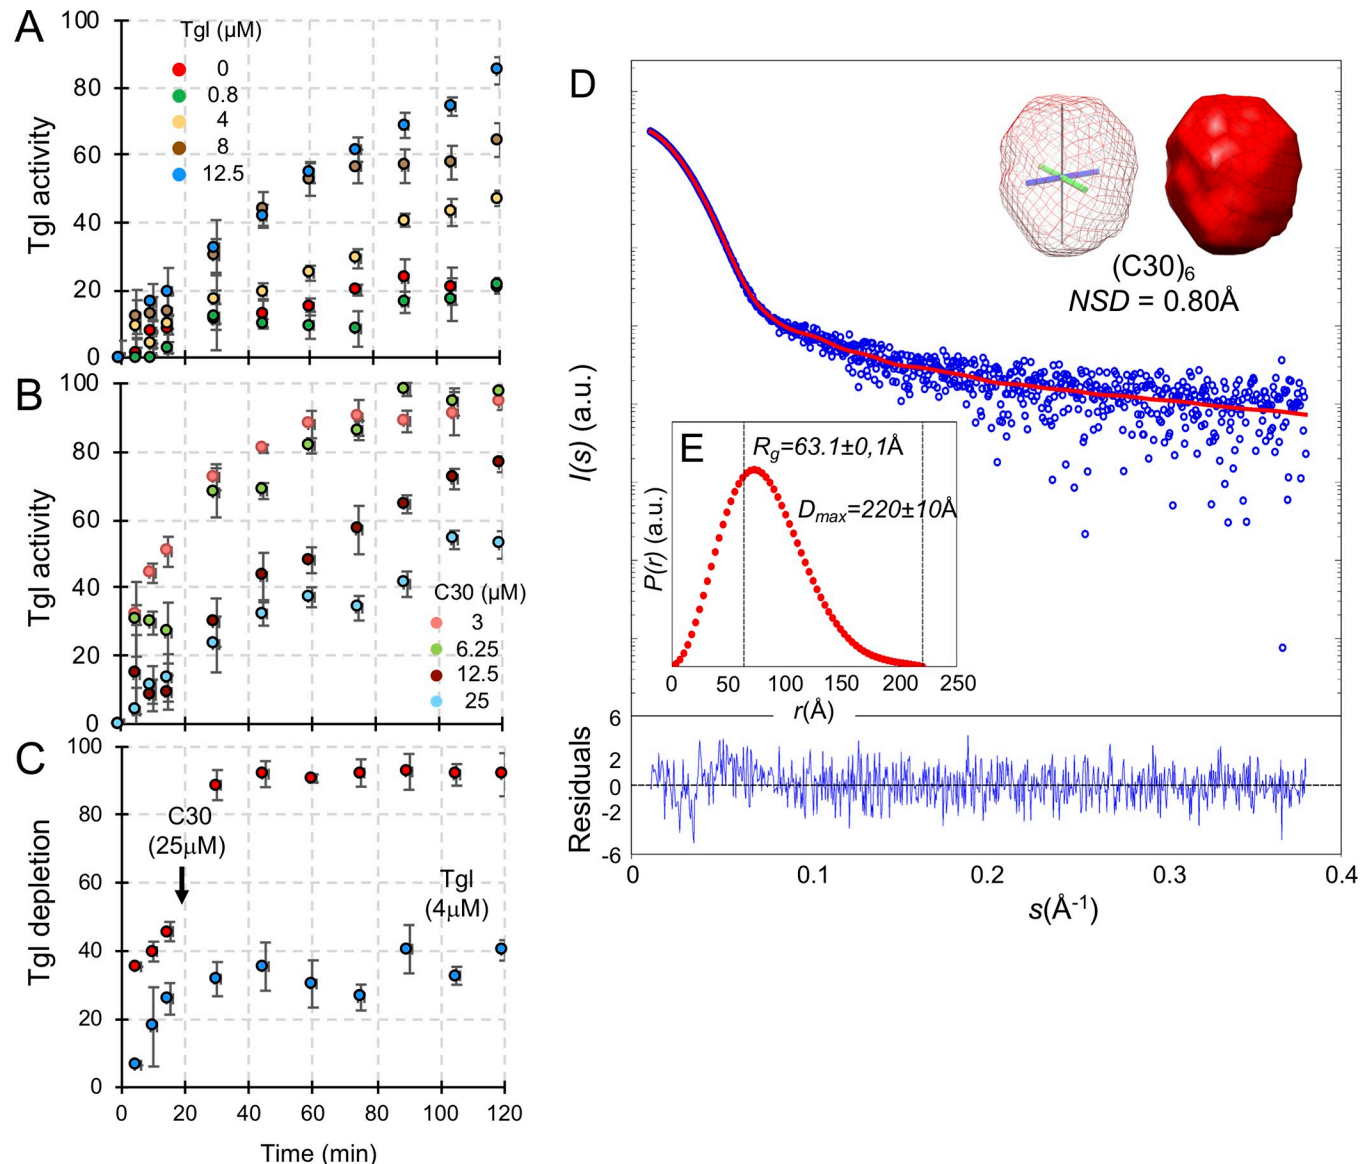 A
Tgl (μM)
0
0.8
4
8
12.5
100
80
60
40
20
0
Tgl activity
B
100
80
60
40
20
0
Tgl activity
C30 (μM)
3
6.25
12.5
25
C
100
80
60
40
20
0
Tgl depletion
C30
(25μM)
Tgl
(4μM)
0 20 40 60 80 100 120
Time (min)
D
(C30)₆
NSD = 0.80Å
I(s) (a.u.)
E
Rg=63.1±0,1Å
Dmax=220±10Å
P(r) (a.u.)
0 50 100 150 200 250
r(Å)
6
2
0
-2
-6
Residuals
0 0.1 0.2 0.3 0.4
s(Å⁻¹)